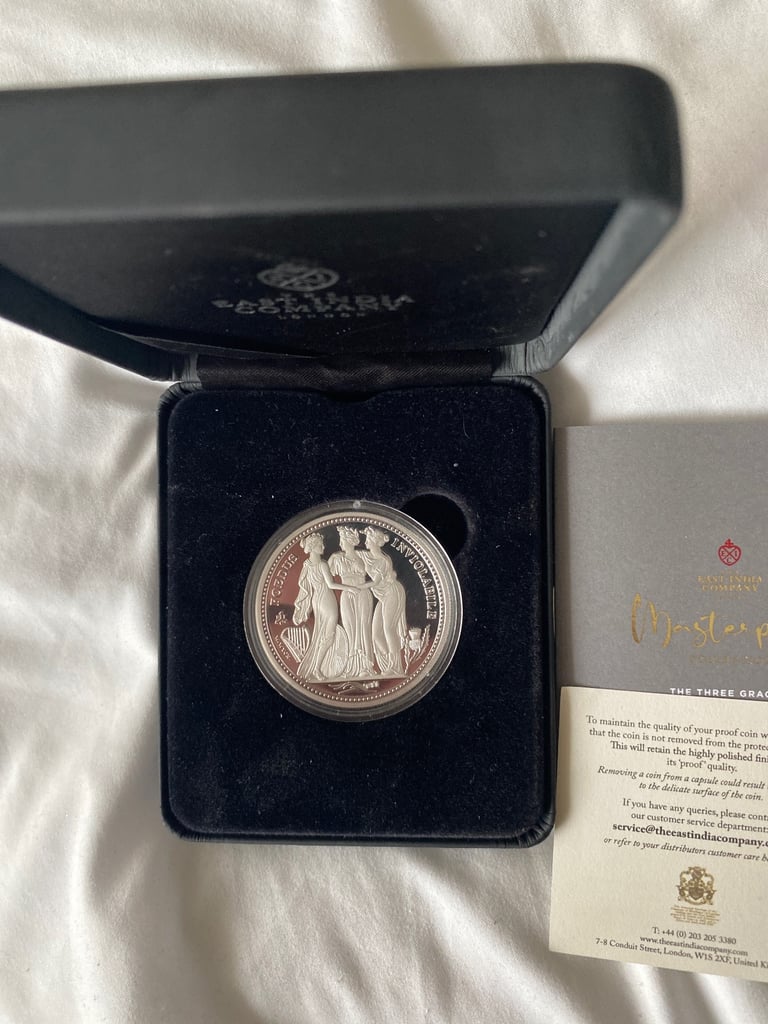 EAST INDIA
COMPANY
LONDON
FOEDUS INVIOLABILE
EAST INDIA
COMPANY
Masterp
THE THREE GRAC
To maintain the quality of your proof coin w
that the coin is not removed from the protec
This will retain the highly polished fini
its 'proof' quality.
Removing a coin from a capsule could result
to the delicate surface of the coin.
If you have any queries, please cont
our customer service department:
service@theeastindiacompany.c
or refer to your distributors customer care
T: +44 (0) 203 205 3380
www.theeastindiacompany.com
7-8 Conduit Street, London, W1S 2XF, United K